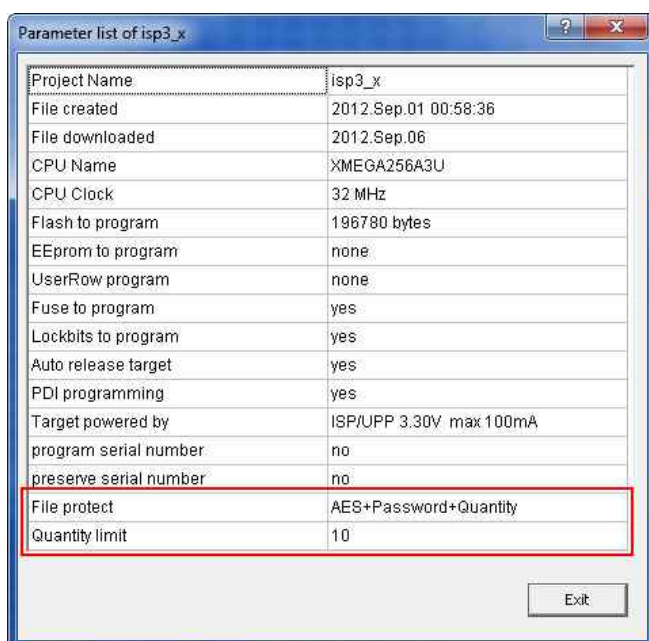 Parameter list of isp3_x
Project Name isp3_x
File created 2012.Sep.01 00:58:36
File downloaded 2012.Sep.06
CPU Name XMEGA256A3U
CPU Clock 32 MHz
Flash to program 196780 bytes
EEprom to program none
UserRow program none
Fuse to program yes
Lockbits to program yes
Auto release target yes
PDI programming yes
Target powered by ISP/UPP 3.30V max 100mA
program serial number no
preserve serial number no
File protect AES+Password+Quantity
Quantity limit 10
Exit